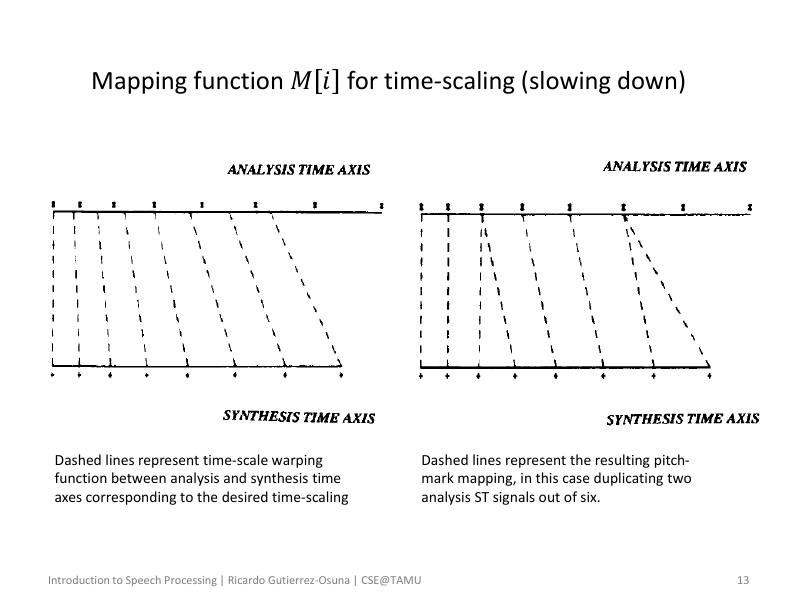 Mapping function M[i] for time-scaling (slowing down)
ANALYSIS TIME AXIS
SYNTHESIS TIME AXIS
Dashed lines represent time-scale warping
function between analysis and synthesis time
axes corresponding to the desired time-scaling
ANALYSIS TIME AXIS
SYNTHESIS TIME AXIS
Dashed lines represent the resulting pitch-
mark mapping, in this case duplicating two
analysis ST signals out of six.
Introduction to Speech Processing | Ricardo Gutierrez-Osuna | CSE@TAMU
13